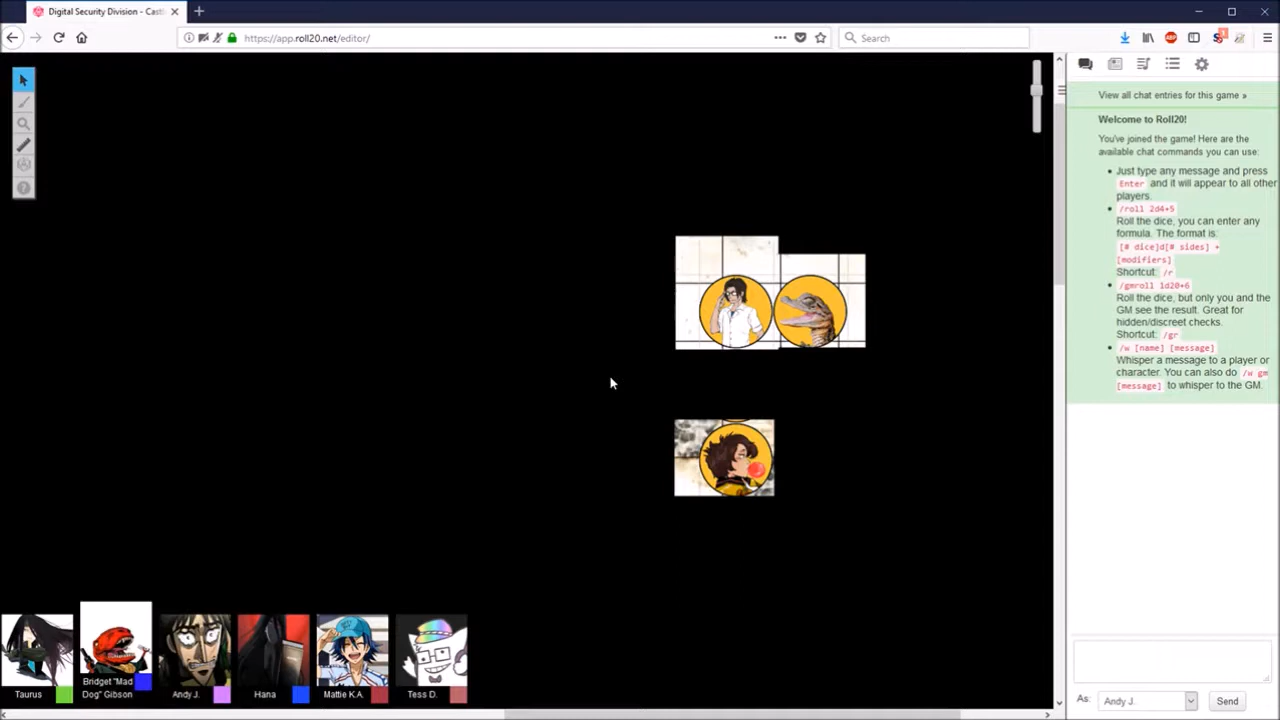 Digital Security Division - Castl
https://app.roll20.net/editor/
Search
View all chat entries for this game »
Welcome to Roll20!
You've joined the game! Here are the
available chat commands you can use:
• Just type any message and press
Enter and it will appear to all other
players.
• /roll 2d4+5
Roll the dice, you can enter any
formula. The format is:
[# dice]d[# sides] +
[modifiers]
Shortcut: /r
• /gmroll 1d20+6
Roll the dice, but only you and the
GM see the result. Great for
hidden/discreet checks.
Shortcut: /gr
• /w [name] [message]
Whisper a message to a player or
character. You can also do /w gm
[message] to whisper to the GM.
Taurus
Bridget "Mad
Dog" Gibson
Andy J.
Hana
Mattie K.A.
Tess D.
As:
Andy J.
Send